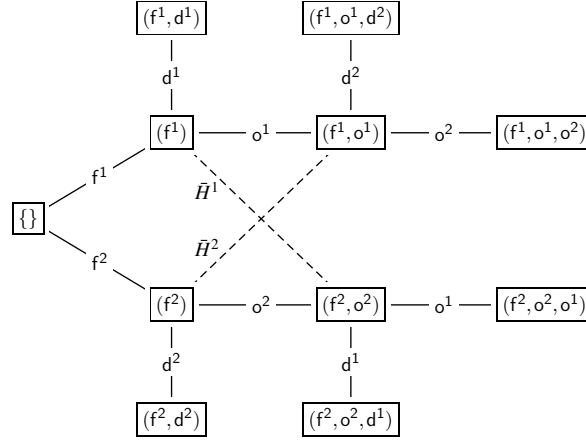 (f¹, d¹) (f¹, o¹, d²)
d¹ d²
(f¹) o¹ (f¹, o¹) o² (f¹, o¹, o²)
f¹
H̄¹
{}
H̄²
f²
(f²) o² (f², o²) o¹ (f², o², o¹)
d² d¹
(f², d²) (f², o², d¹)